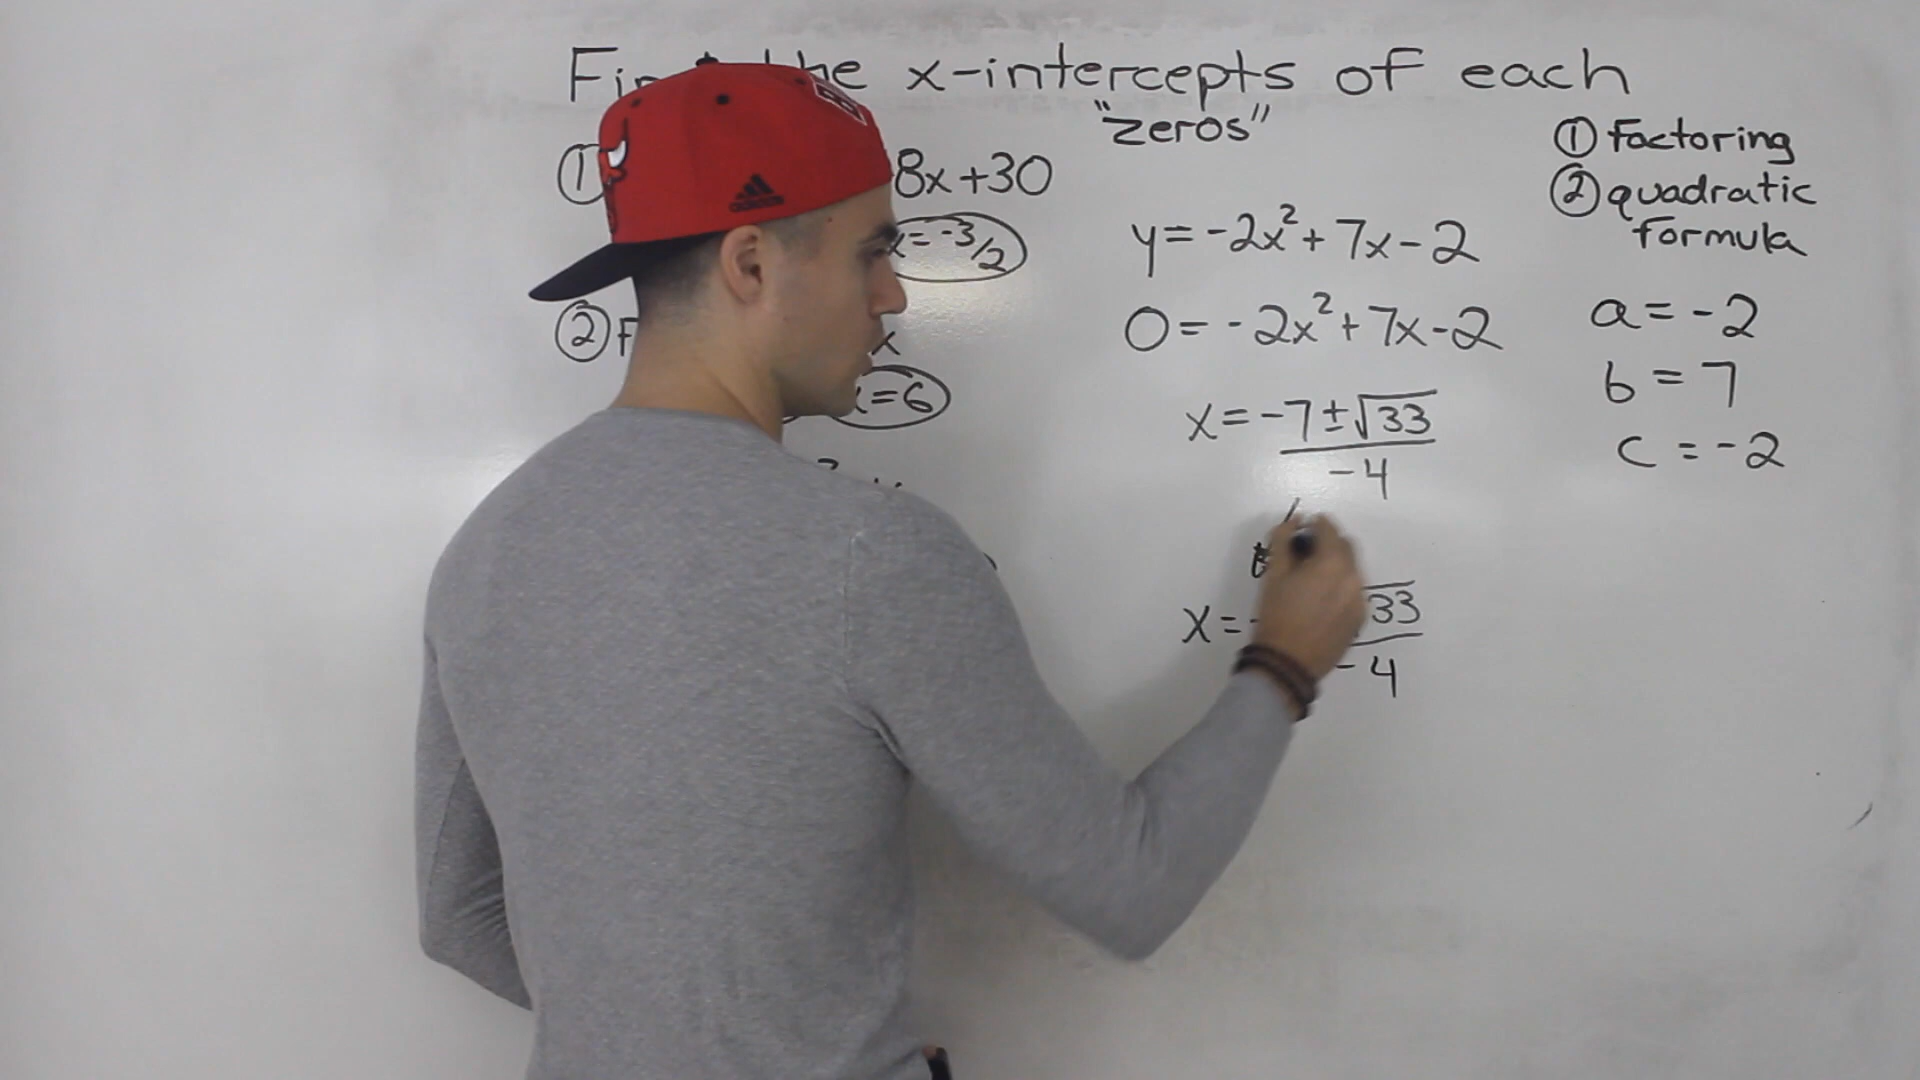 the x-intercepts of each
"zeros"
① 8x+30
x=-3/2
②
x=6
y=-2x²+7x-2
0=-2x²+7x-2
x=-7±√33
-4
x= 33
-4
① Factoring
② quadratic
formula
a=-2
b=7
c=-2
adidas